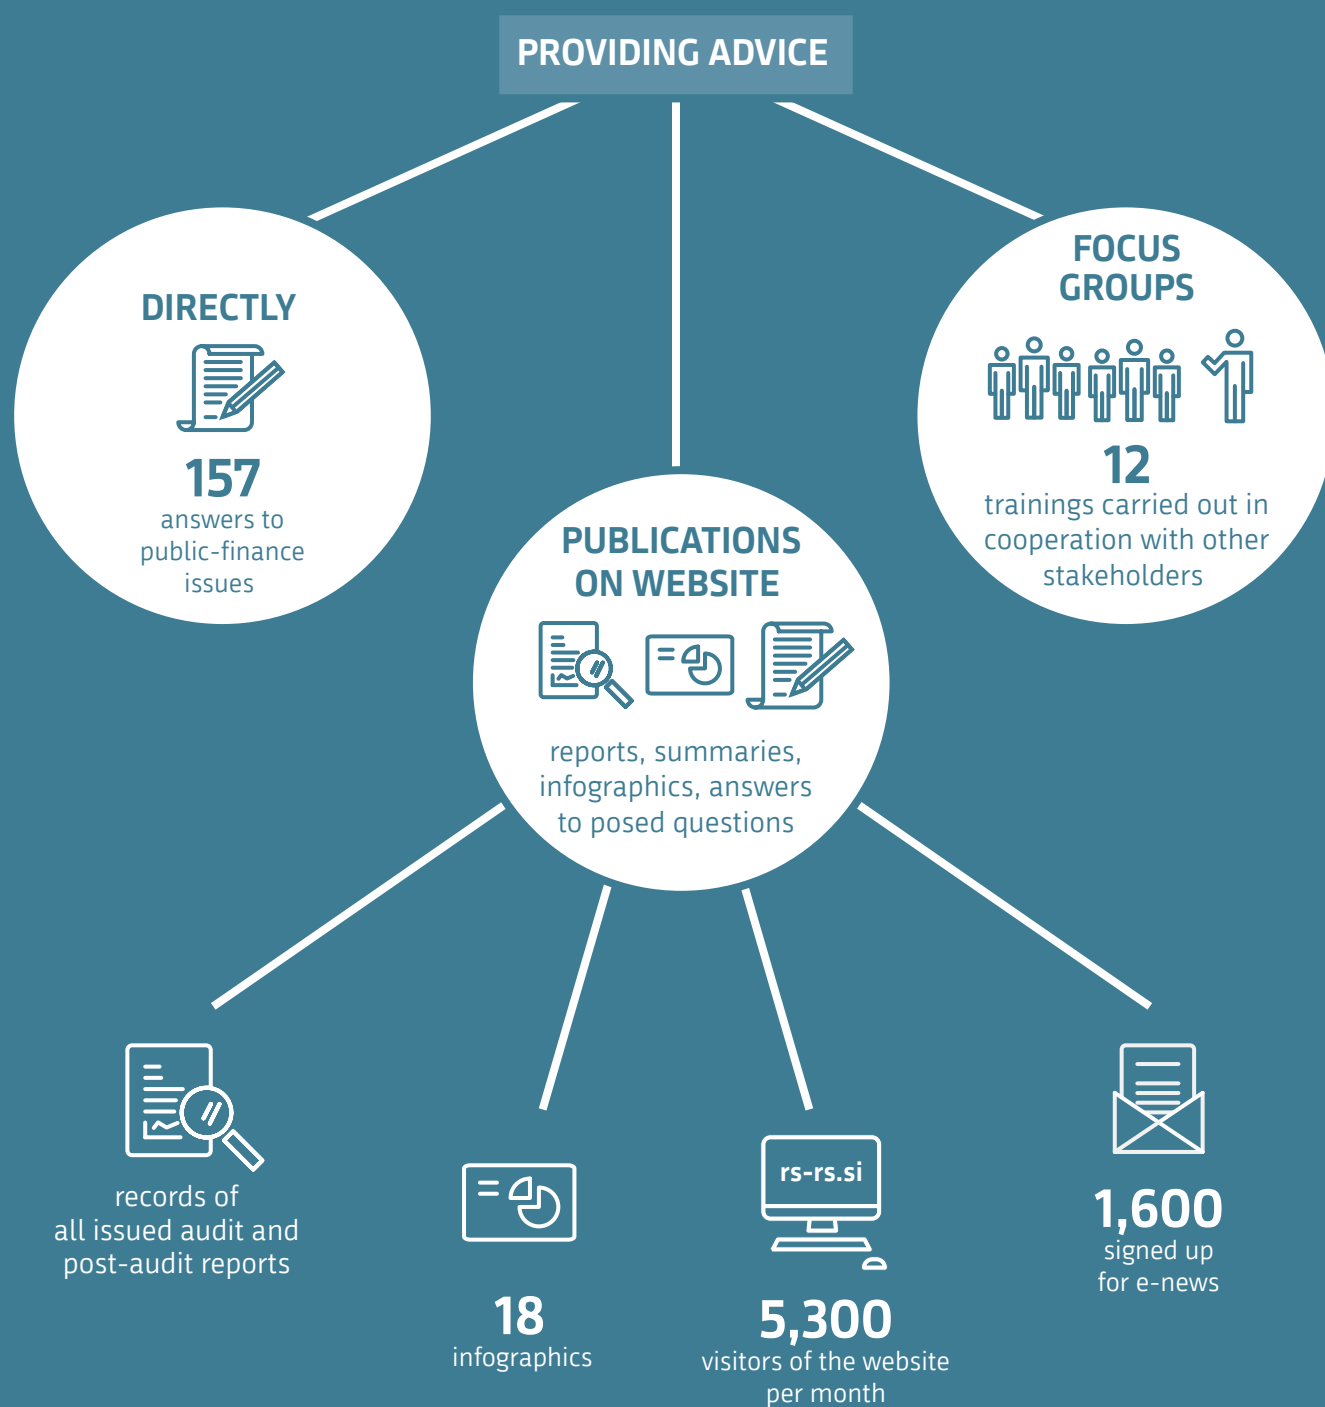 PROVIDING ADVICE
DIRECTLY
157
answers to
public-finance
issues
FOCUS
GROUPS
12
trainings carried out in
cooperation with other
stakeholders
PUBLICATIONS
ON WEBSITE
reports, summaries,
infographics, answers
to posed questions
records of
all issued audit and
post-audit reports
18
infographics
rs-rs.si
5,300
visitors of the website
per month
1,600
signed up
for e-news